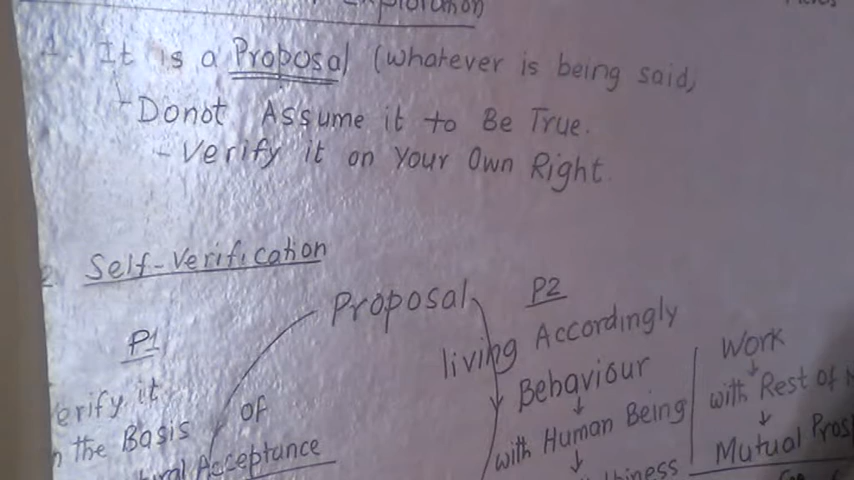 Exploration
1. It is a Proposal (whatever is being said,
- Donot Assume it to Be True.
- Verify it on Your Own Right.
2. Self-Verification
Proposal
P1
P2
living Accordingly
Work
Behaviour
with Rest of
erify it
of
with Human Being
the Basis
Mutual
Acceptance